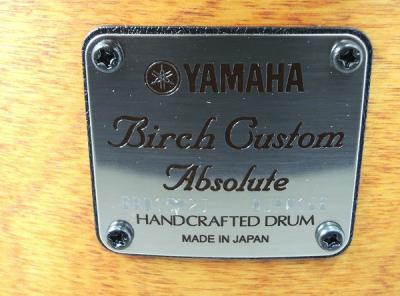 YAMAHA
Birch Custom
Absolute
HANDCRAFTED DRUM
MADE IN JAPAN